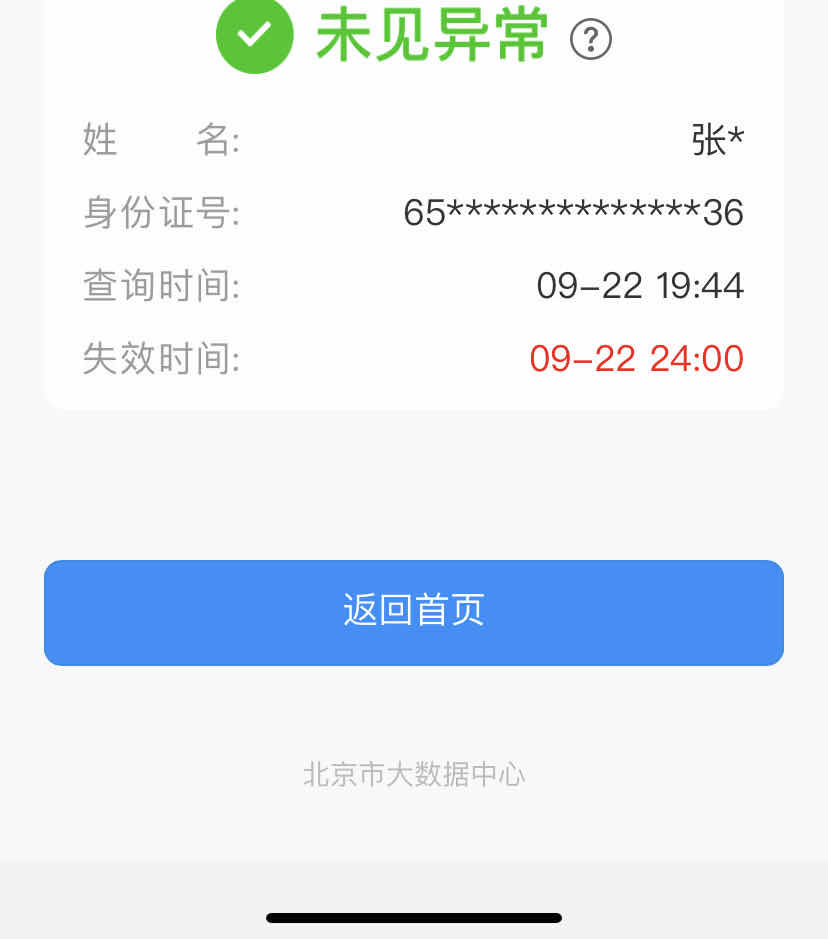 未见异常 ?
姓 名: 张*
身份证号: 65**************36
查询时间: 09-22 19:44
失效时间: 09-22 24:00
返回首页
北京市大数据中心